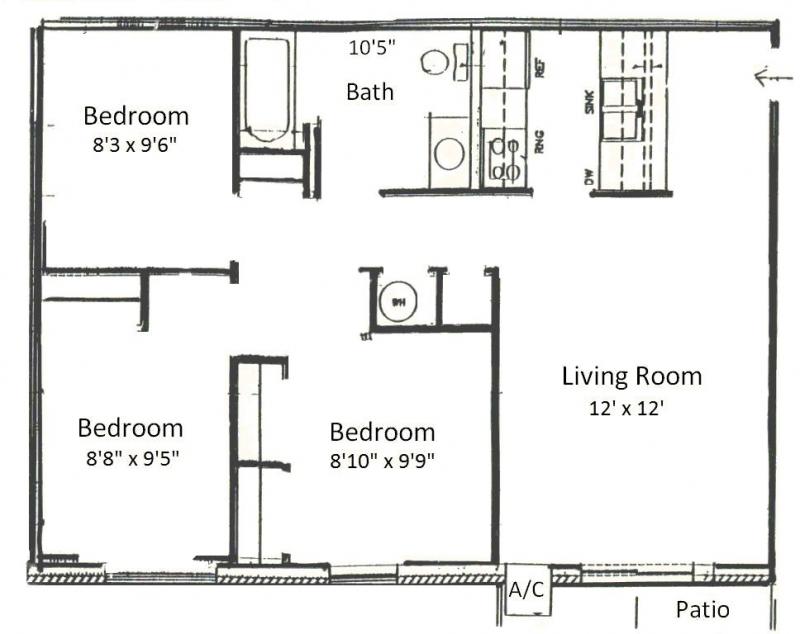 10'5"
Bath
Bedroom
8'3 x 9'6"
REF
RNG
SINK
DW
WH
Living Room
12' x 12'
Bedroom
8'8" x 9'5"
Bedroom
8'10" x 9'9"
A/C
Patio